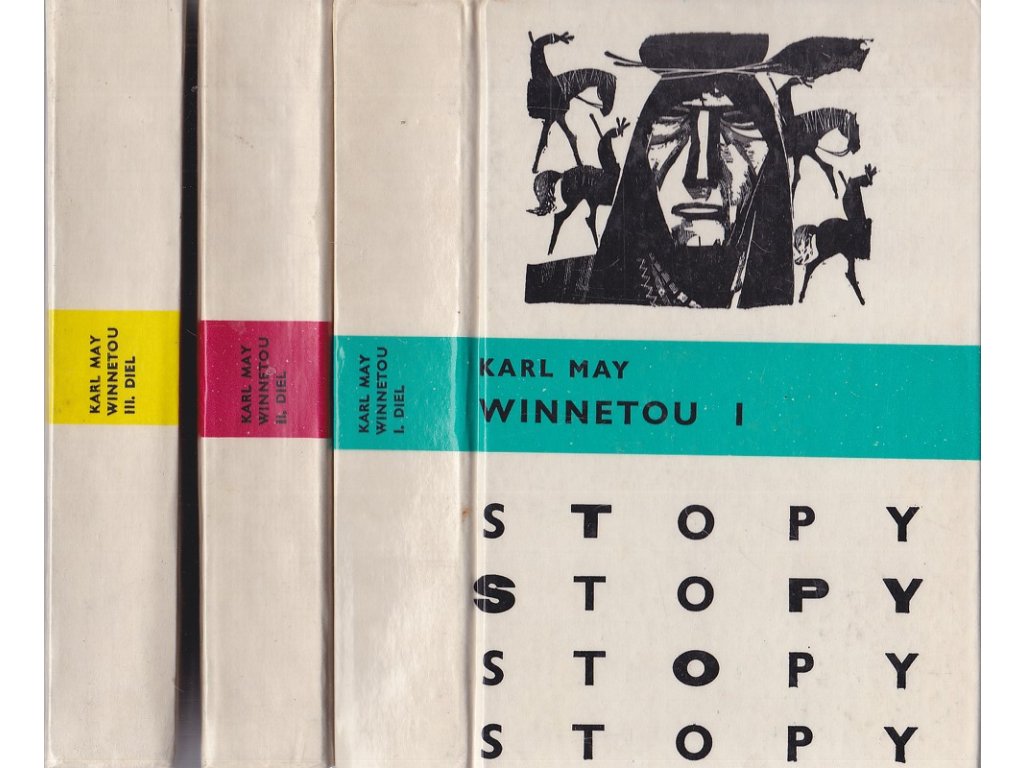 KARL MAY
WINNETOU
III. DIEL
KARL MAY
WINNETOU
II. DIEL
KARL MAY
WINNETOU
I. DIEL
KARL MAY
WINNETOU I
STOPY
STOPY
STOPY
STOPY